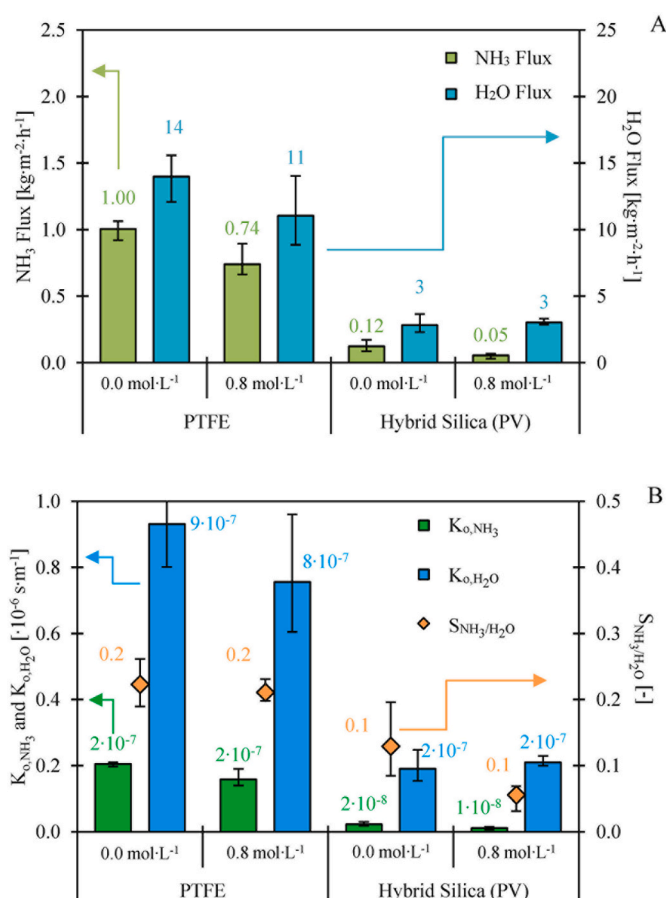 A
NH₃ Flux [kg·m⁻²·h⁻¹]
2.5
2.0
1.5
1.0
0.5
0.0
NH₃ Flux
H₂O Flux
1.00
14
0.74
11
0.12
3
0.05
3
25
20
15
10
5
0
H₂O Flux [kg·m⁻²·h⁻¹]
0.0 mol·L⁻¹
0.8 mol·L⁻¹
0.0 mol·L⁻¹
0.8 mol·L⁻¹
PTFE
Hybrid Silica (PV)
B
K₀,NH₃ and K₀,H₂O [·10⁻⁶ s·m⁻¹]
1.0
0.8
0.6
0.4
0.2
0.0
K₀,NH₃
K₀,H₂O
S NH₃/H₂O
9·10⁻⁷
8·10⁻⁷
0.2
0.2
0.1
2·10⁻⁷
2·10⁻⁷
2·10⁻⁷
2·10⁻⁷
0.1
2·10⁻⁸
1·10⁻⁸
0.5
0.4
0.3
0.2
0.1
0.0
S NH₃/H₂O [-]
0.0 mol·L⁻¹
0.8 mol·L⁻¹
0.0 mol·L⁻¹
0.8 mol·L⁻¹
PTFE
Hybrid Silica (PV)